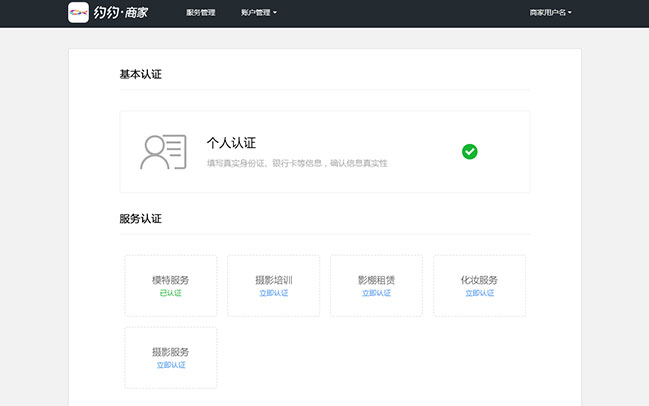 约约·商家 服务管理 账户管理 商家用户名
基本认证
个人认证
填写真实身份证、银行卡等信息，确认信息真实性
服务认证
模特服务 摄影培训 影棚租赁 化妆服务
已认证 立即认证 立即认证 立即认证
摄影服务
立即认证